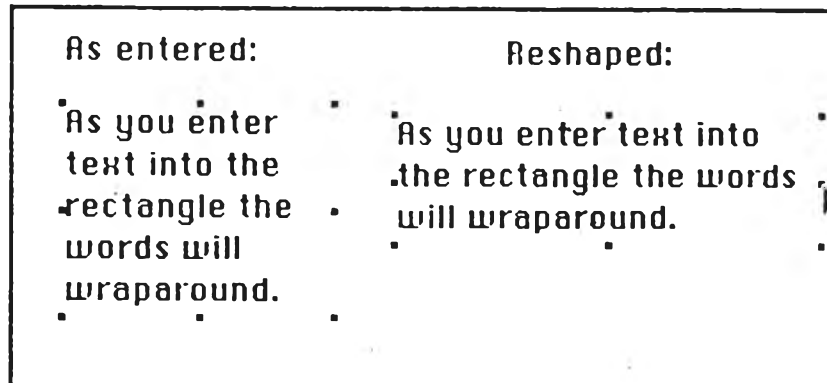 As entered:
As you enter
text into the
rectangle the
words will
wraparound.
Reshaped:
As you enter text into
the rectangle the words
will wraparound.